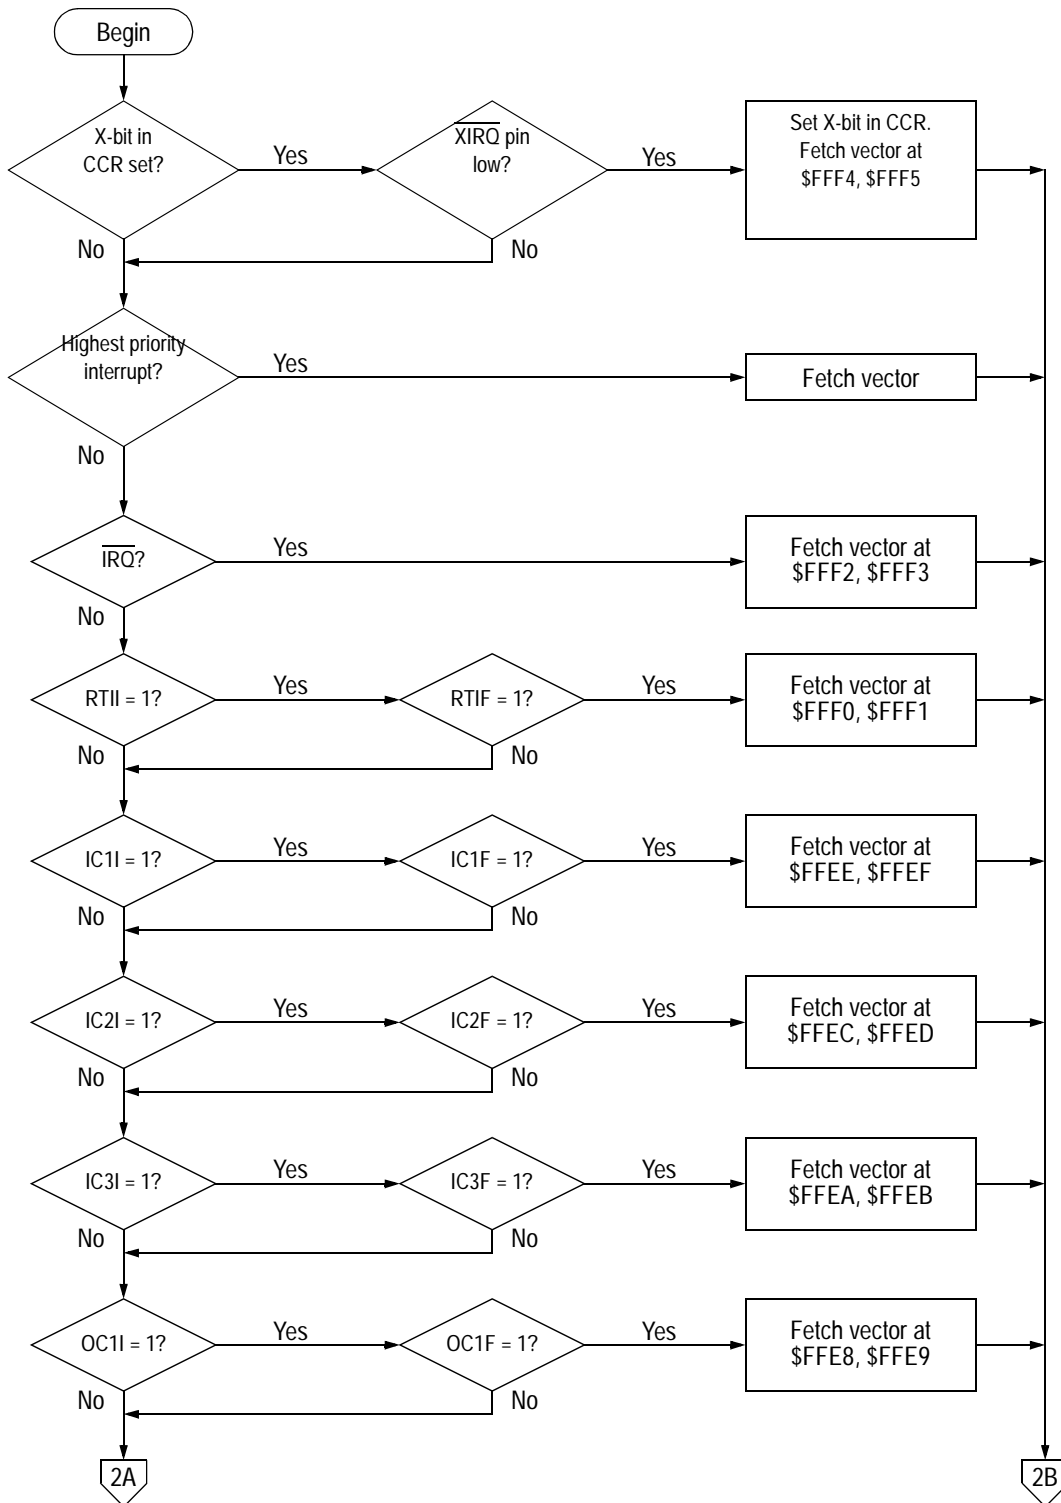 Begin
X-bit in
CCR set?
Yes
XIRQ pin
low?
Yes
Set X-bit in CCR.
Fetch vector at
$FFF4, $FFF5
No
No
Highest priority
interrupt?
Yes
Fetch vector
No
IRQ?
Yes
Fetch vector at
$FFF2, $FFF3
No
RTII = 1?
Yes
RTIF = 1?
Yes
Fetch vector at
$FFF0, $FFF1
No
No
IC1I = 1?
Yes
IC1F = 1?
Yes
Fetch vector at
$FFEE, $FFEF
No
No
IC2I = 1?
Yes
IC2F = 1?
Yes
Fetch vector at
$FFEC, $FFED
No
No
IC3I = 1?
Yes
IC3F = 1?
Yes
Fetch vector at
$FFEA, $FFEB
No
No
OC1I = 1?
Yes
OC1F = 1?
Yes
Fetch vector at
$FFE8, $FFE9
No
No
2A
2B